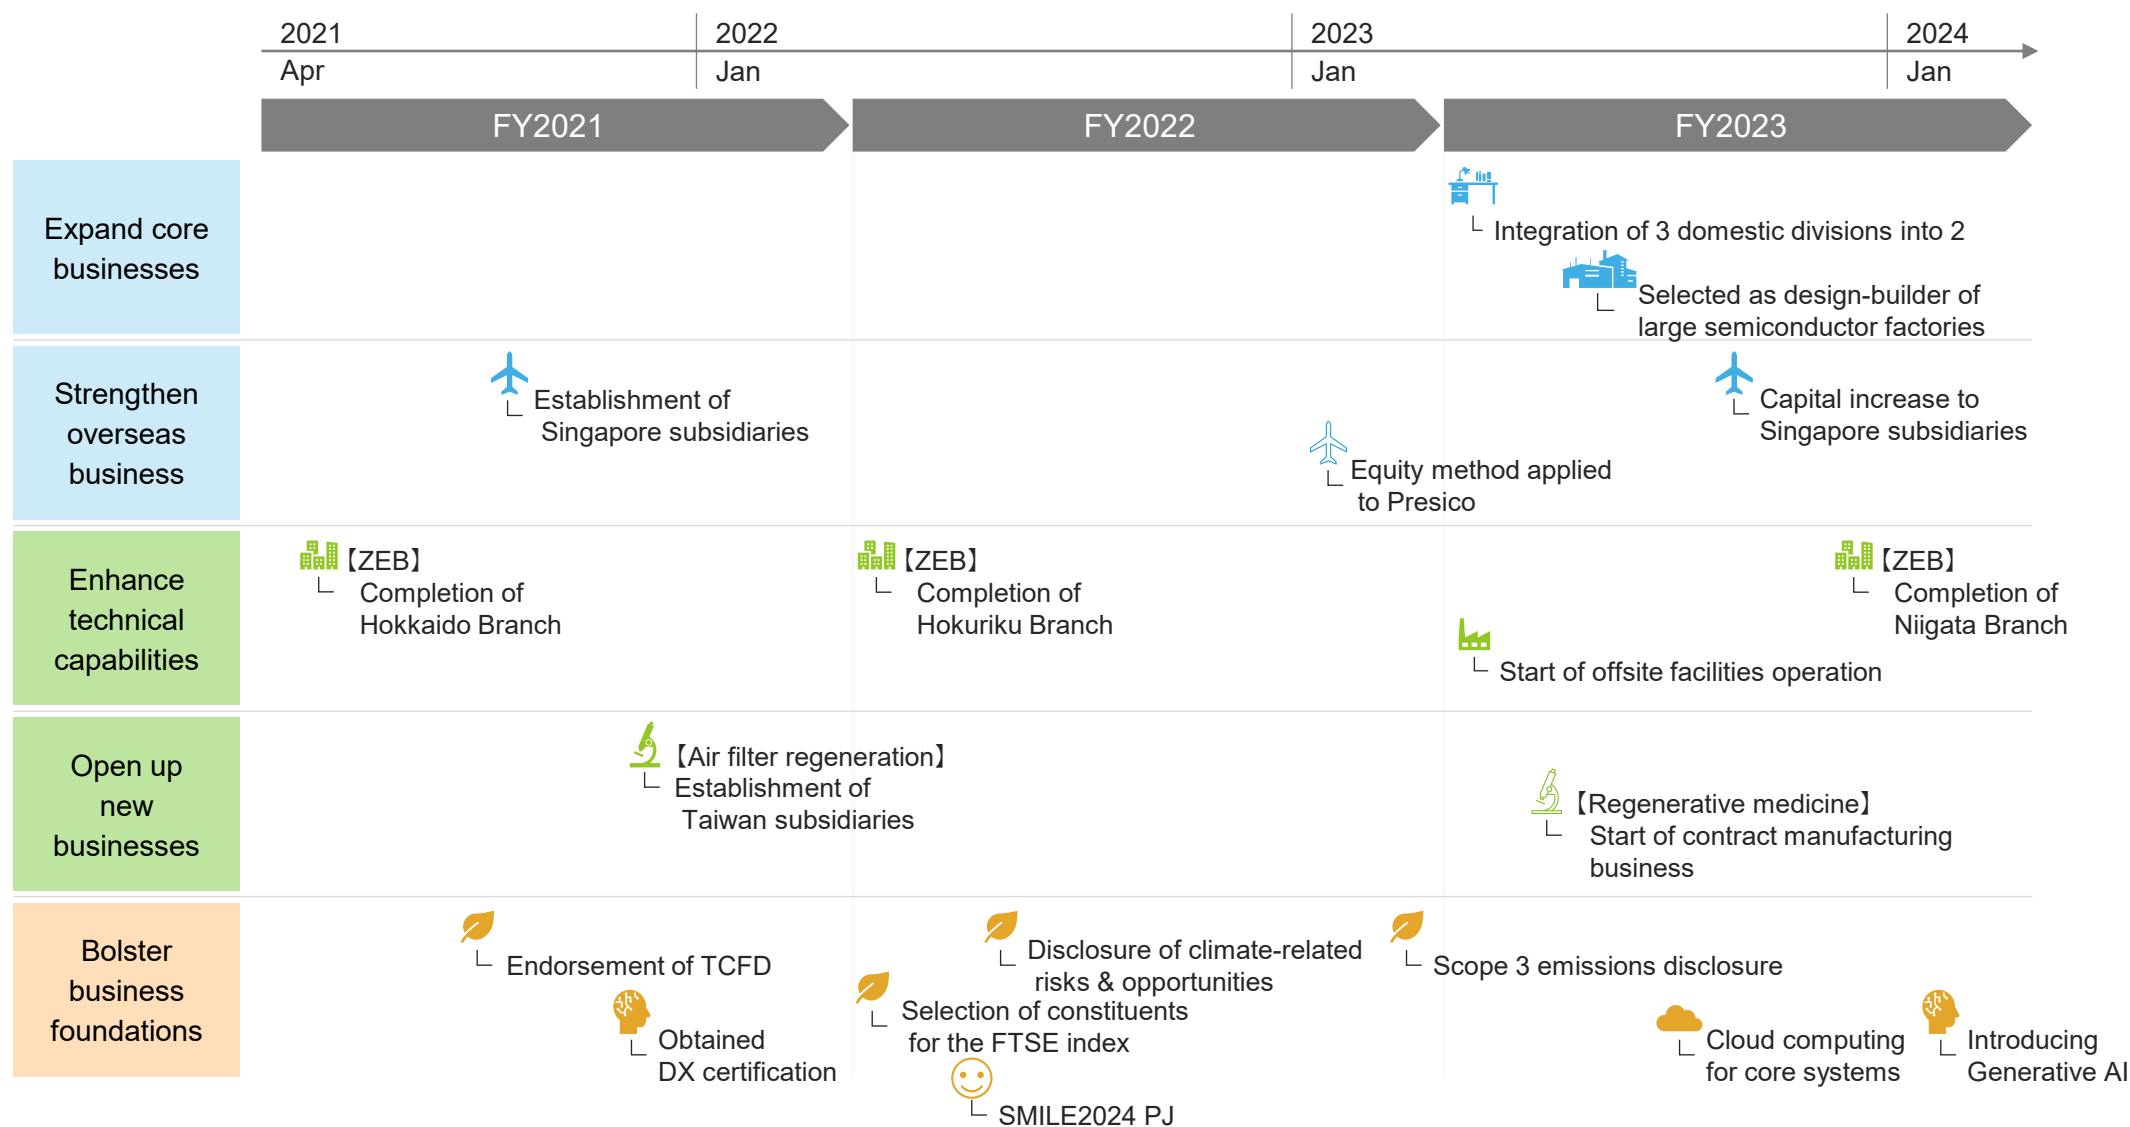 2021
Apr
2022
Jan
2023
Jan
2024
Jan
FY2021
FY2022
FY2023
Expand core
businesses
Integration of 3 domestic divisions into 2
Selected as design-builder of
large semiconductor factories
Strengthen
overseas
business
Establishment of
Singapore subsidiaries
Equity method applied
to Presico
Capital increase to
Singapore subsidiaries
Enhance
technical
capabilities
【ZEB】
Completion of
Hokkaido Branch
【ZEB】
Completion of
Hokuriku Branch
Start of offsite facilities operation
【ZEB】
Completion of
Niigata Branch
Open up
new
businesses
【Air filter regeneration】
Establishment of
Taiwan subsidiaries
【Regenerative medicine】
Start of contract manufacturing
business
Bolster
business
foundations
Endorsement of TCFD
Obtained
DX certification
Disclosure of climate-related
risks & opportunities
Selection of constituents
for the FTSE index
SMILE2024 PJ
Scope 3 emissions disclosure
Cloud computing
for core systems
Introducing
Generative AI